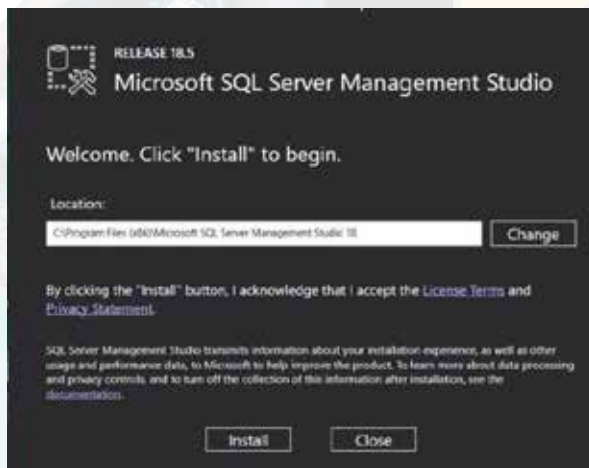 RELEASE 18.5
Microsoft SQL Server Management Studio
Welcome. Click "Install" to begin.
Location:
C:\Program Files (x86)\Microsoft SQL Server Management Studio 18
Change
By clicking the "Install" button, I acknowledge that I accept the License Terms and
Privacy Statement.
SQL Server Management Studio transmits information about your installation experience, as well as other
usage and performance data, to Microsoft to help improve the product. To learn more about data processing
and privacy controls, and to turn off the collection of this information after installation, see the
documentation.
Install
Close